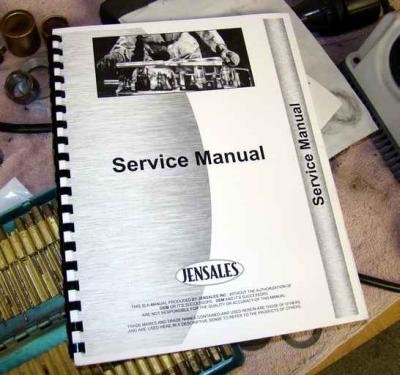 Service Manual
Service Manual
JENSALES
THIS IS A MANUAL PRODUCED BY JENSALES INC. WITHOUT THE AUTHORIZATION OF
OEM OR IT'S SUCCESSORS. OEM AND IT'S SUCCESSORS
ARE NOT RESPONSIBLE FOR THE QUALITY OR ACCURACY OF THIS MANUAL.
TRADE MARKS AND TRADE NAMES CONTAINED AND USED HEREIN ARE THOSE OF OTHERS,
AND ARE USED HERE IN A DESCRIPTIVE SENSE TO REFER TO THE PRODUCTS OF OTHERS.